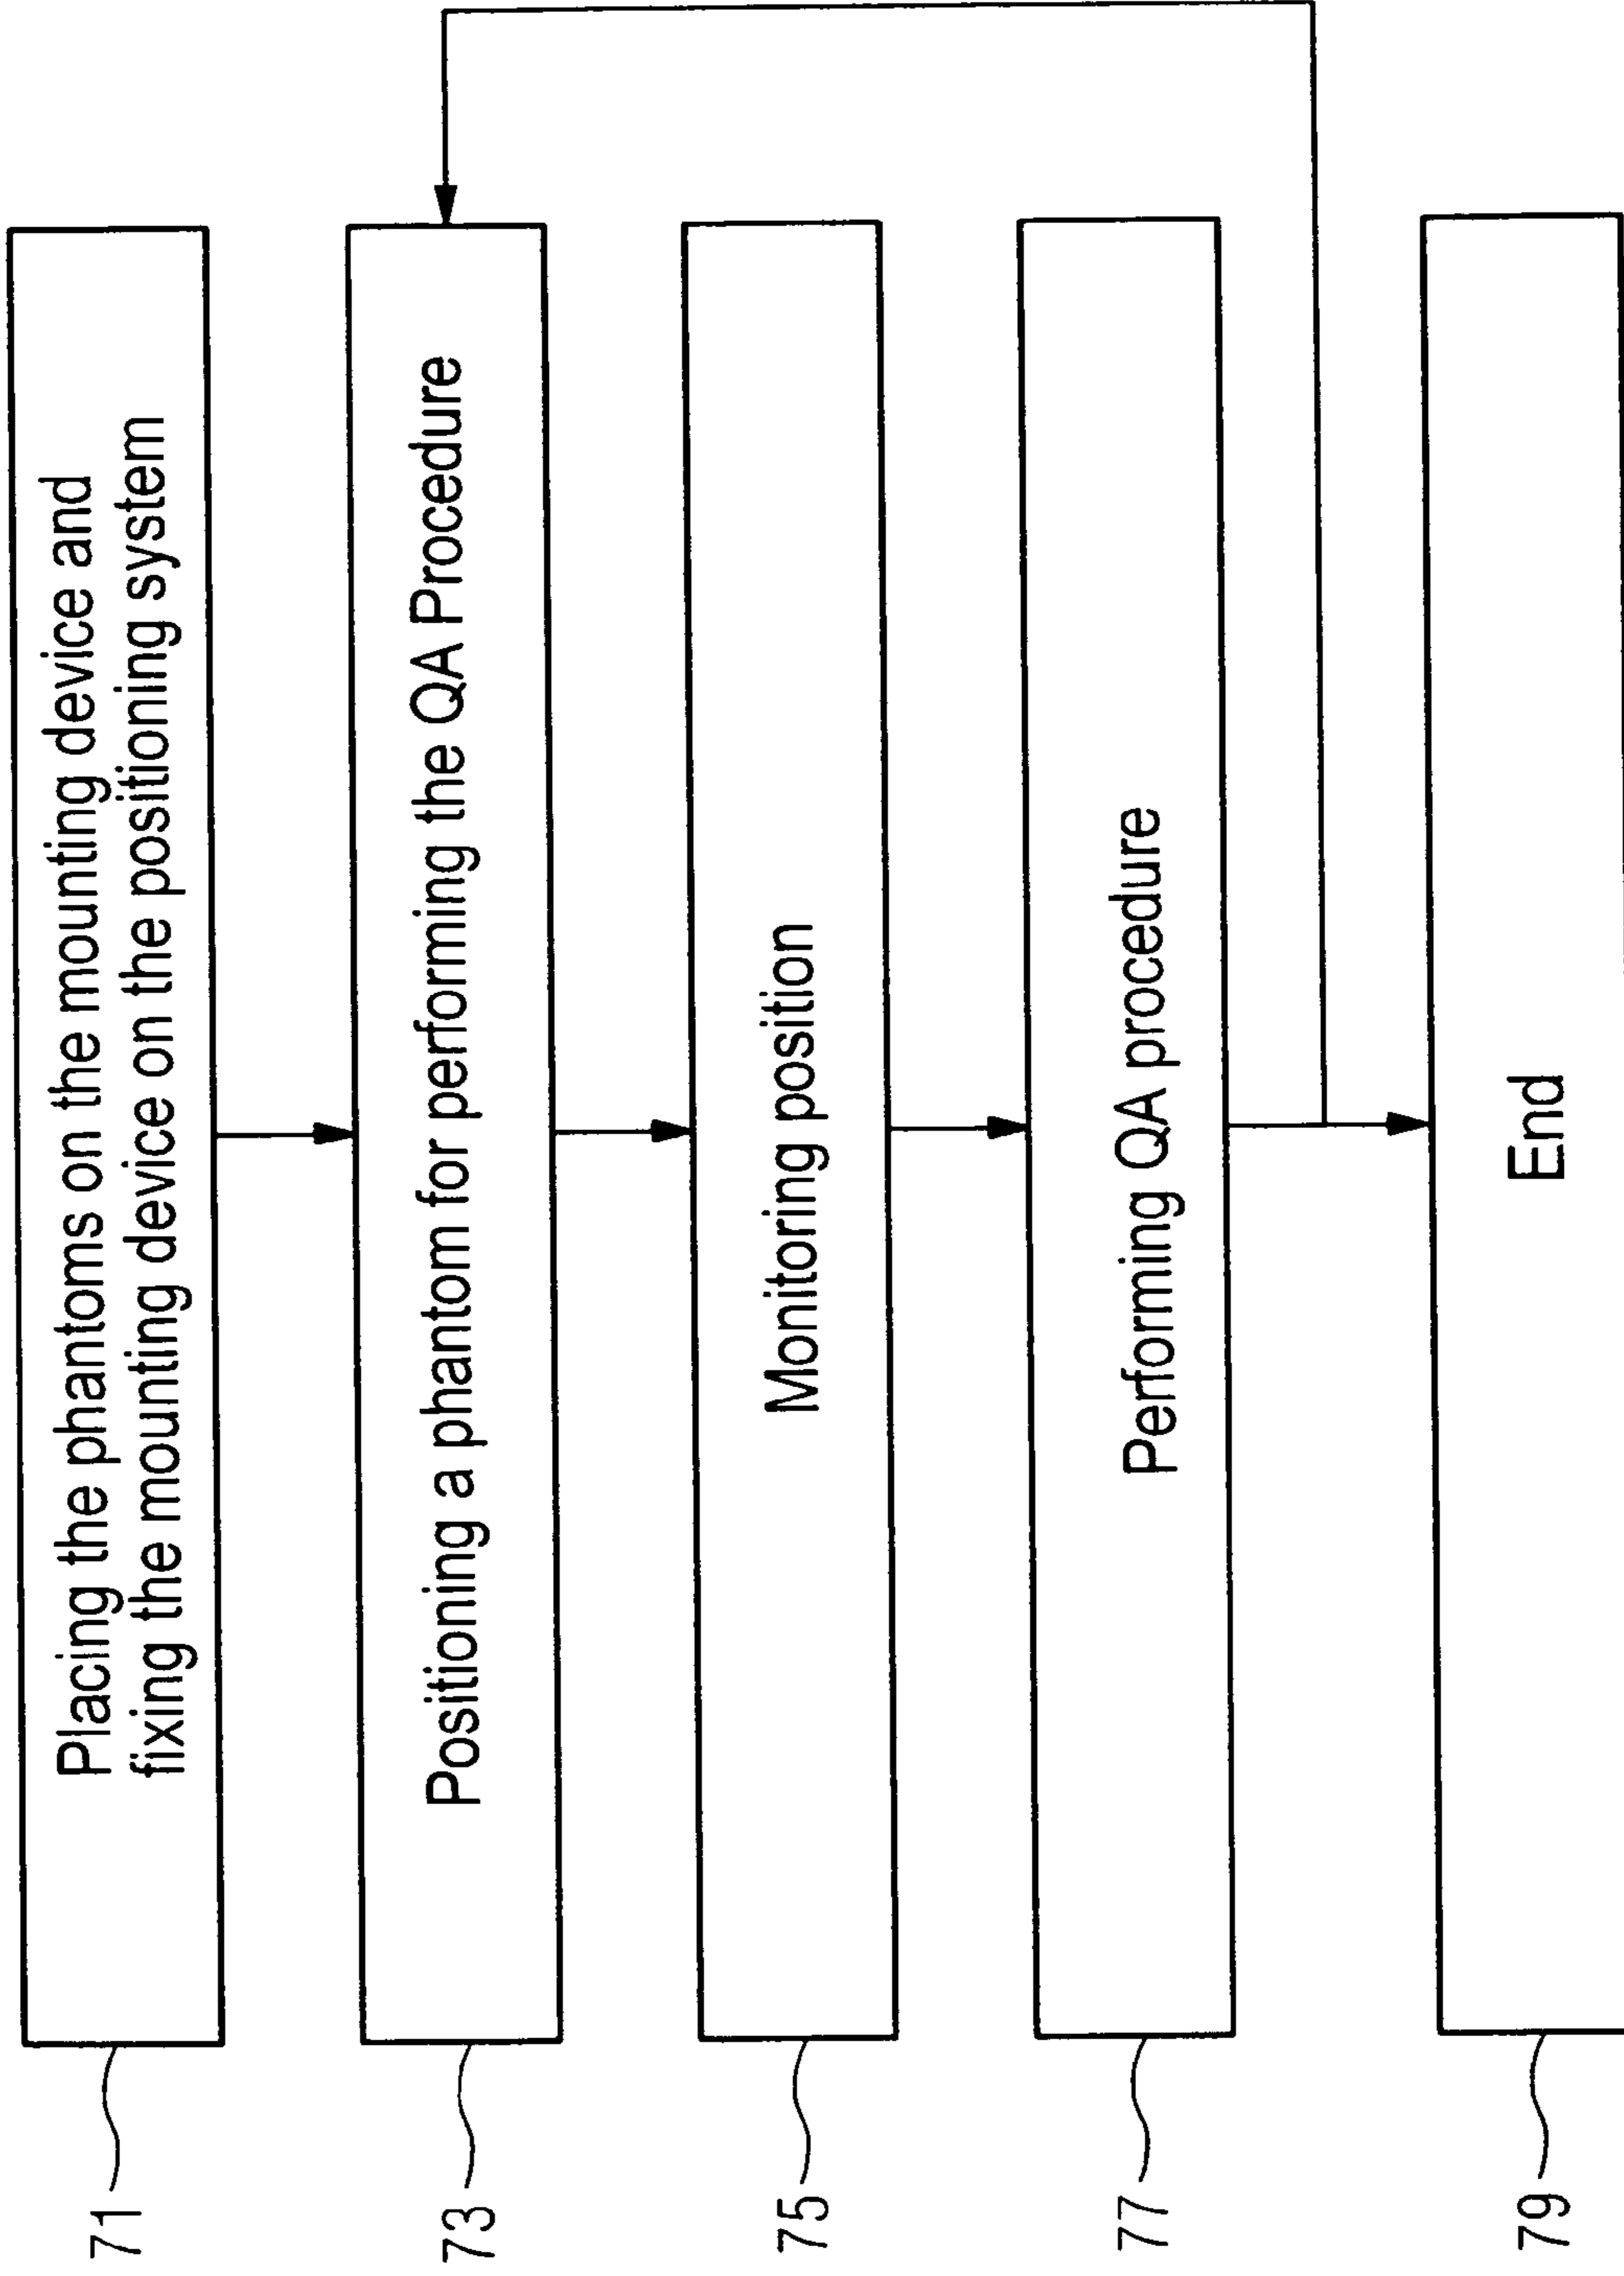 71
Placing the phantoms on the mounting device and
fixing the mounting device on the positioning system
73
Positioning a phantom for performing the QA Procedure
75
Monitoring position
77
Performing QA procedure
79
End